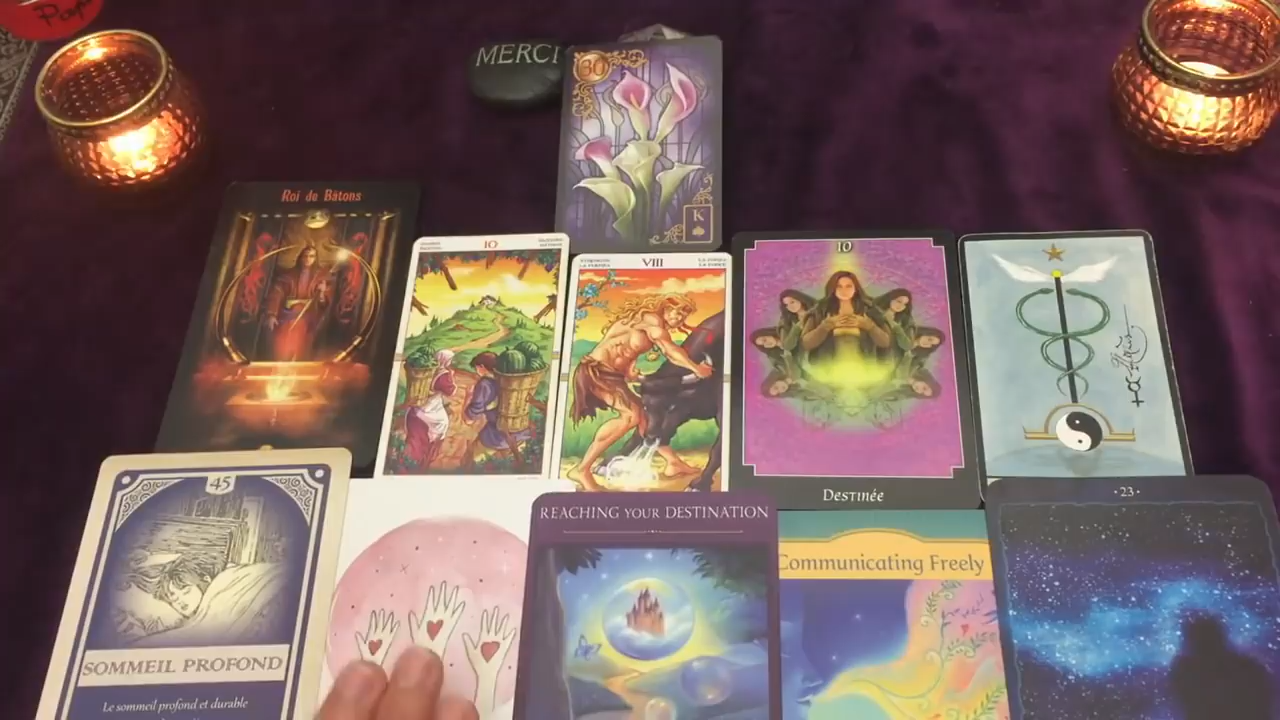 MERCI
30
K
Roi de Bâtons
10
VIII
10
Destinée
45
SOMMEIL PROFOND
Le sommeil profond et durable
REACHING YOUR DESTINATION
Communicating Freely
·23·